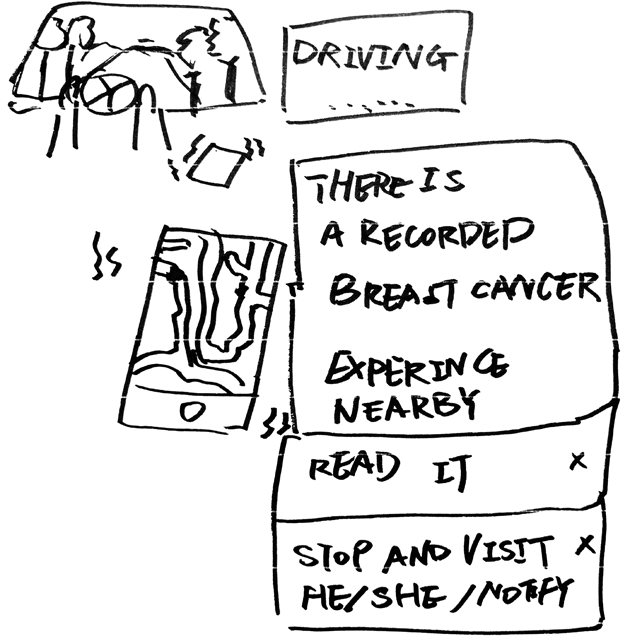 DRIVING
THERE IS
A RECORDED
BREAST CANCER
EXPERINCE
NEARBY
READ IT X
STOP AND VISIT X
HE/SHE/NOTIFY